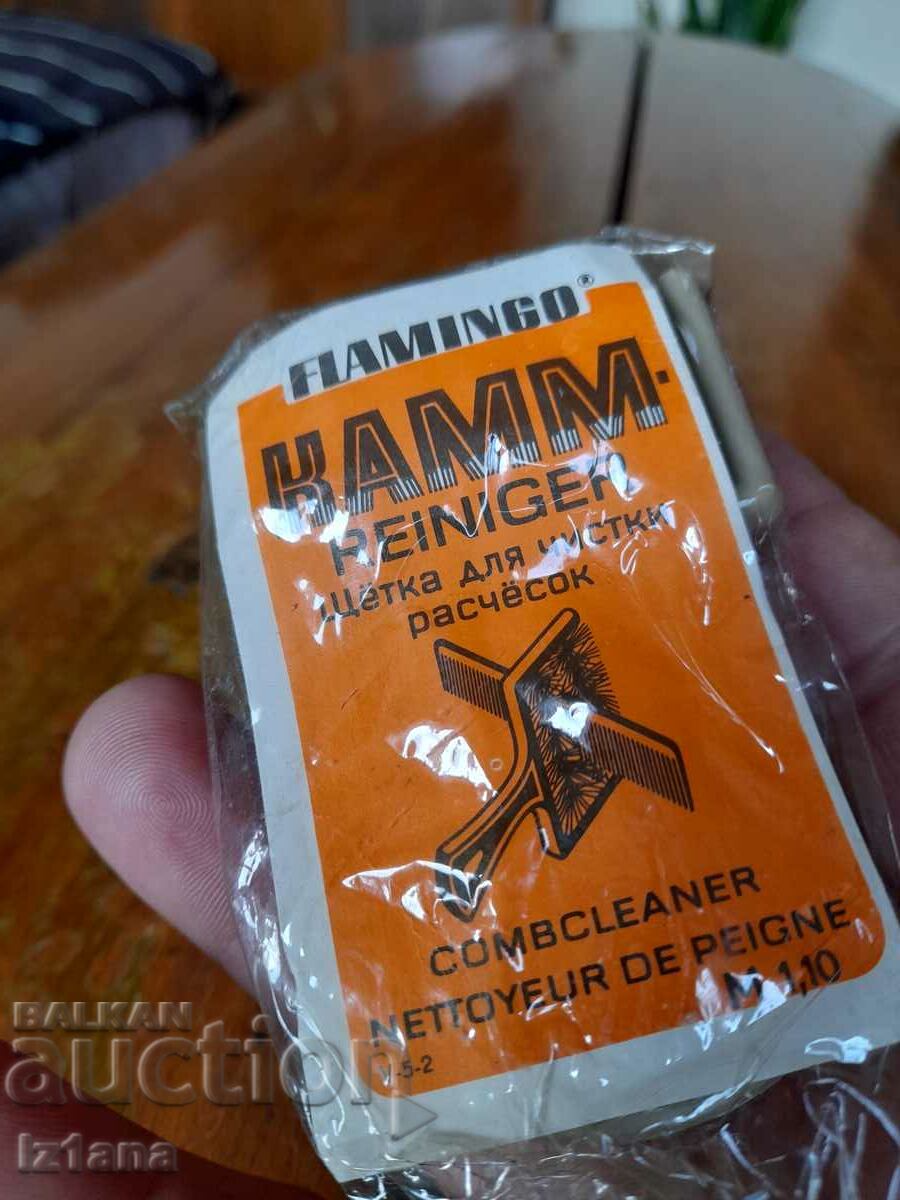 FLAMINGO®
KAMM-
REINIGER
Щётка для чистки
расчёсок
COMBCLEANER
NETTOYEUR DE PEIGNE
M 1,10
V-5-2
BALKAN
auction
Iz1ana